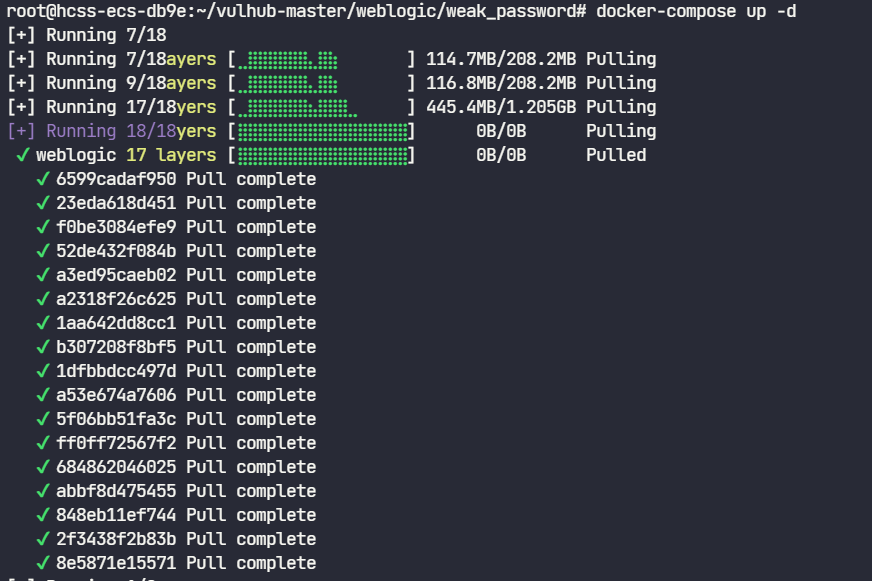 root@hcss-ecs-db9e:~/vulhub-master/weblogic/weak_password# docker-compose up -d
[+] Running 7/18
[+] Running 7/18ayers [⣀⣿⣿⣿⣿⣿⣿⣄⣿⣷      ] 114.7MB/208.2MB Pulling
[+] Running 9/18ayers [⣀⣿⣿⣿⣿⣿⣿⣄⣿⣷      ] 116.8MB/208.2MB Pulling
[+] Running 17/18yers [⣀⣿⣿⣿⣿⣿⣿⣦⣿⣿⣿⣀     ] 445.4MB/1.205GB Pulling
[+] Running 18/18yers [⣿⣿⣿⣿⣿⣿⣿⣿⣿⣿⣿⣿⣿⣿⣿⣿⣿] 0B/0B Pulling
✔ weblogic 17 layers [⣿⣿⣿⣿⣿⣿⣿⣿⣿⣿⣿⣿⣿⣿⣿⣿⣿] 0B/0B Pulled
✔ 6599cadaf950 Pull complete
✔ 23eda618d451 Pull complete
✔ f0be3084efe9 Pull complete
✔ 52de432f084b Pull complete
✔ a3ed95caeb02 Pull complete
✔ a2318f26c625 Pull complete
✔ 1aa642dd8cc1 Pull complete
✔ b307208f8bf5 Pull complete
✔ 1dfbbdcc497d Pull complete
✔ a53e674a7606 Pull complete
✔ 5f06bb51fa3c Pull complete
✔ ff0ff72567f2 Pull complete
✔ 684862046025 Pull complete
✔ abbf8d475455 Pull complete
✔ 848eb11ef744 Pull complete
✔ 2f3438f2b83b Pull complete
✔ 8e5871e15571 Pull complete